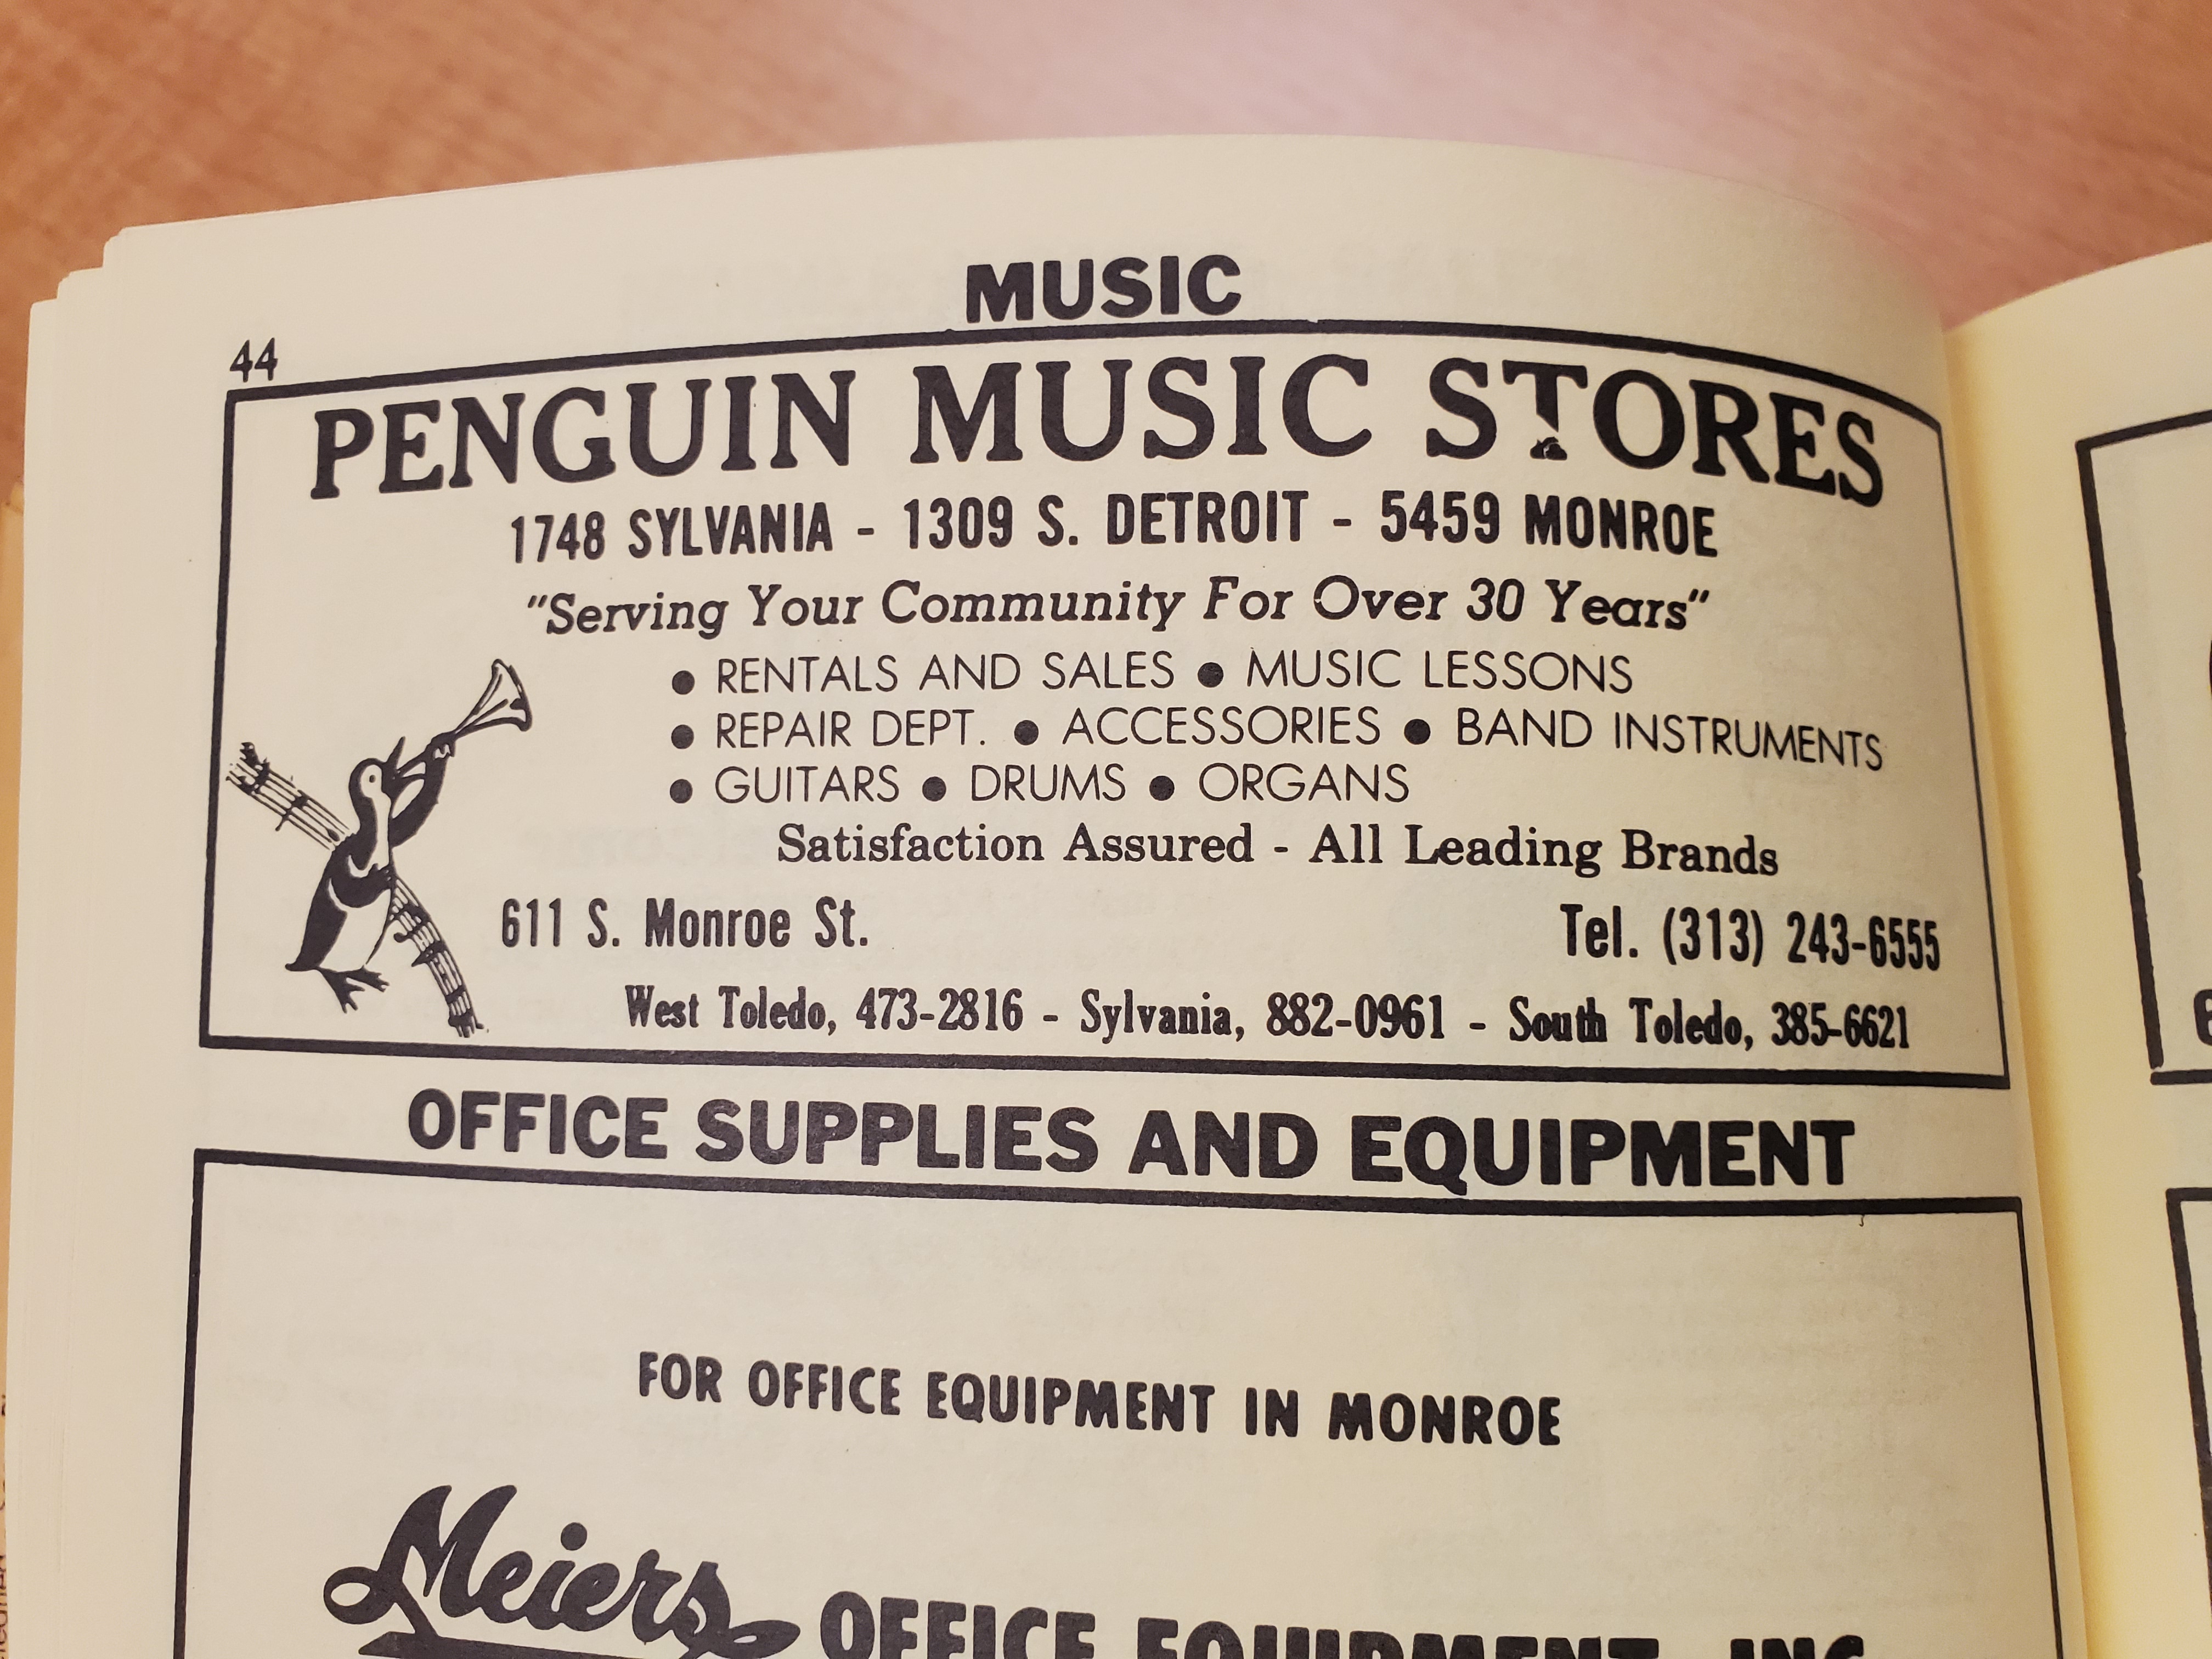 MUSIC
44
PENGUIN MUSIC STORES
1748 SYLVANIA - 1309 S. DETROIT - 5459 MONROE
"Serving Your Community For Over 30 Years"
● RENTALS AND SALES ● MUSIC LESSONS
● REPAIR DEPT. ● ACCESSORIES ● BAND INSTRUMENTS
● GUITARS ● DRUMS ● ORGANS
Satisfaction Assured - All Leading Brands
611 S. Monroe St. Tel. (313) 243-6555
West Toledo, 473-2816 - Sylvania, 882-0961 - South Toledo, 385-6621
OFFICE SUPPLIES AND EQUIPMENT
FOR OFFICE EQUIPMENT IN MONROE
Meiers OFFICE EQUIPMENT, INC